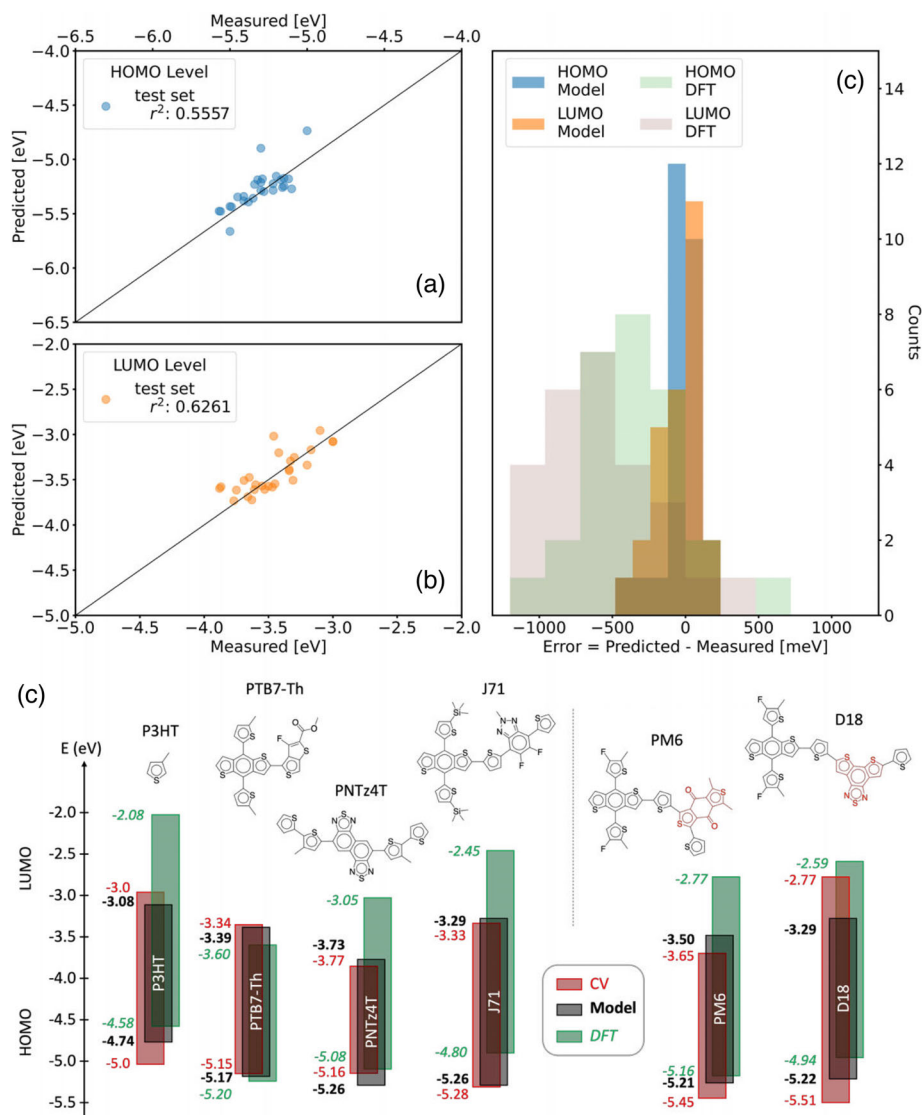 Measured [eV]
−6.5 −6.0 −5.5 −5.0 −4.5 −4.0
−4.0
−4.5
−5.0
−5.5
−6.0
−6.5
Predicted [eV]
HOMO Level
test set
r²: 0.5557
(a)
−2.0
−2.5
−3.0
−3.5
−4.0
−4.5
−5.0
Predicted [eV]
LUMO Level
test set
r²: 0.6261
(b)
−5.0 −4.5 −4.0 −3.5 −3.0 −2.5 −2.0
Measured [eV]
HOMO Model
LUMO Model
HOMO DFT
LUMO DFT
(c)
14
12
10
8
6
4
2
0
Counts
−1000 −500 0 500 1000
Error = Predicted - Measured [meV]
(c)
E (eV)
-2.0
-2.5
-3.0
-3.5
-4.0
-4.5
-5.0
-5.5
LUMO
HOMO
P3HT
S
-2.08
-3.0
-3.08
P3HT
-4.58
-4.74
-5.0
PTB7-Th
S
S
S
S
F
O
O
S
S
-3.34
-3.39
-3.60
PTB7-Th
-5.15
-5.17
-5.20
PNTz4T
N S N
S
S
S
S
N S N
-3.05
-3.73
-3.77
PNTz4T
-5.08
-5.16
-5.26
J71
Si
S
N
N N
S
S
S
S
F
F
S
Si
-2.45
-3.29
-3.33
J71
-4.80
-5.26
-5.28
PM6
F
S
S
S
S
F
S
S
O
O
S
S
-2.77
-3.50
-3.65
PM6
-5.16
-5.21
-5.45
D18
F
S
S
S
S
F
S
S
S
S
N S N
-2.59
-2.77
-3.29
D18
-4.94
-5.22
-5.51
CV
Model
DFT